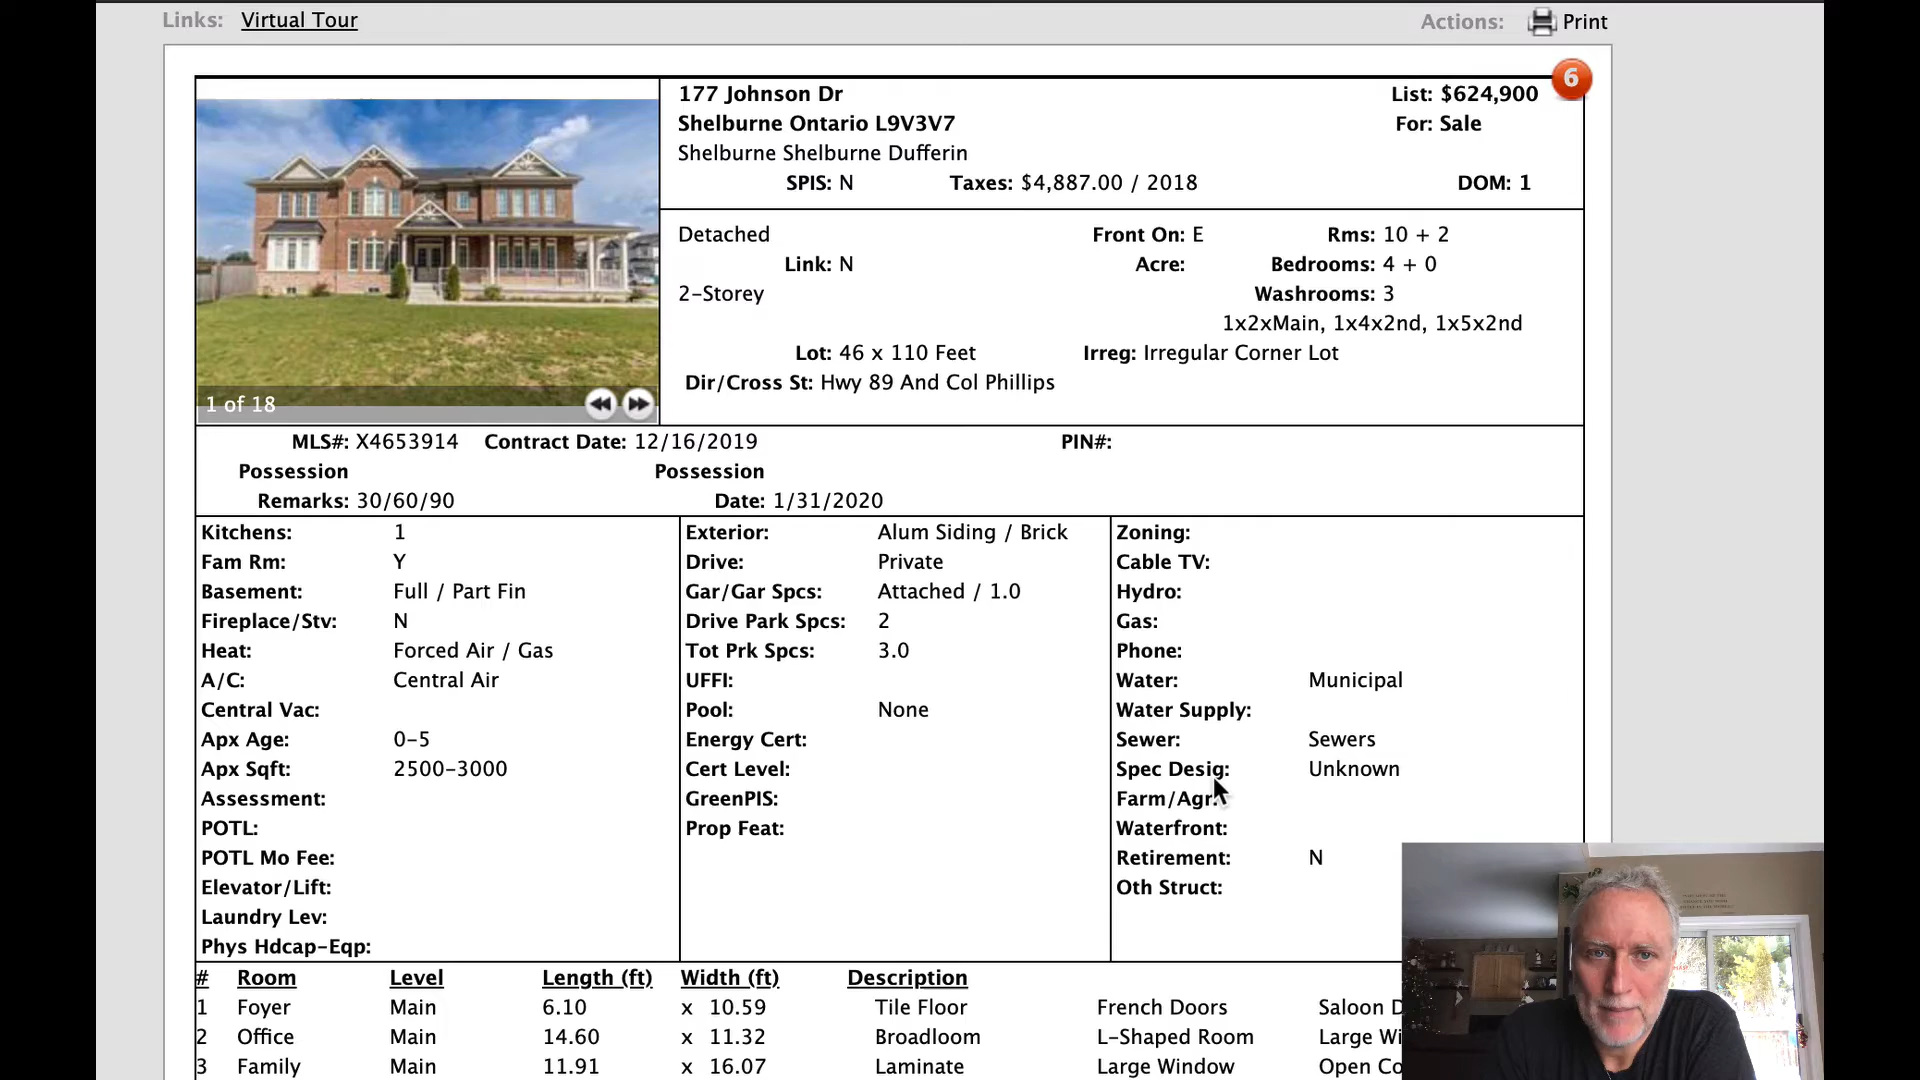 Links: Virtual Tour Actions: Print
6
177 Johnson Dr List: $624,900
Shelburne Ontario L9V3V7 For: Sale
Shelburne Shelburne Dufferin
SPIS: N Taxes: $4,887.00 / 2018 DOM: 1
Detached Front On: E Rms: 10 + 2
Link: N Acre: Bedrooms: 4 + 0
2-Storey Washrooms: 3
1x2xMain, 1x4x2nd, 1x5x2nd
Lot: 46 x 110 Feet Irreg: Irregular Corner Lot
Dir/Cross St: Hwy 89 And Col Phillips
1 of 18
MLS#: X4653914 Contract Date: 12/16/2019 PIN#:
Possession Possession
Remarks: 30/60/90 Date: 1/31/2020
Kitchens: 1 Exterior: Alum Siding / Brick Zoning:
Fam Rm: Y Drive: Private Cable TV:
Basement: Full / Part Fin Gar/Gar Spcs: Attached / 1.0 Hydro:
Fireplace/Stv: N Drive Park Spcs: 2 Gas:
Heat: Forced Air / Gas Tot Prk Spcs: 3.0 Phone:
A/C: Central Air UFFI: Water: Municipal
Central Vac: Pool: None Water Supply:
Apx Age: 0-5 Energy Cert: Sewer: Sewers
Apx Sqft: 2500-3000 Cert Level: Spec Desig: Unknown
Assessment: GreenPIS: Farm/Agr:
POTL: Prop Feat: Waterfront:
POTL Mo Fee: Retirement: N
Elevator/Lift: Oth Struct:
Laundry Lev:
Phys Hdcap-Eqp:
# Room Level Length (ft) Width (ft) Description
1 Foyer Main 6.10 x 10.59 Tile Floor French Doors Saloon D
2 Office Main 14.60 x 11.32 Broadloom L-Shaped Room Large Wi
3 Family Main 11.91 x 16.07 Laminate Large Window Open Co